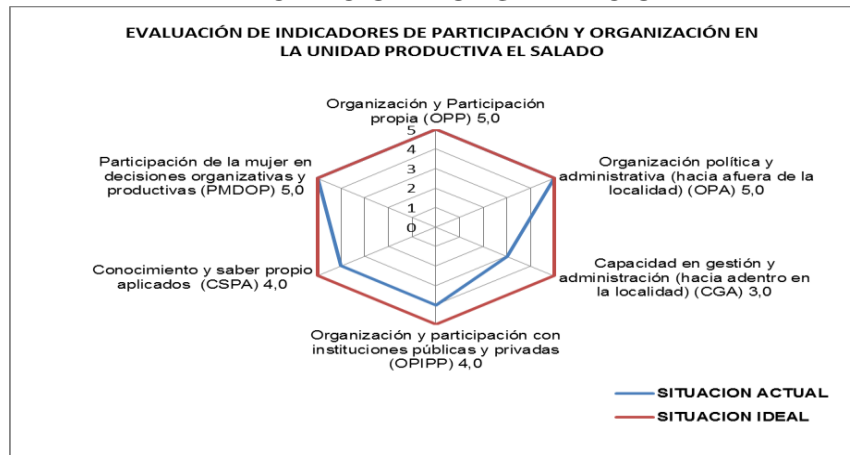 EVALUACIÓN DE INDICADORES DE PARTICIPACIÓN Y ORGANIZACIÓN EN
LA UNIDAD PRODUCTIVA EL SALADO
Organización y Participación
propia (OPP) 5,0
Organización política y
administrativa (hacia afuera de la
localidad) (OPA) 5,0
Capacidad en gestión y
administración (hacia adentro en
la localidad) (CGA) 3,0
Organización y participación con
instituciones públicas y privadas
(OPIPP) 4,0
Conocimiento y saber propio
aplicados (CSPA) 4,0
Participación de la mujer en
decisiones organizativas y
productivas (PMDOP) 5,0
5
4
3
2
1
0
SITUACION ACTUAL
SITUACION IDEAL